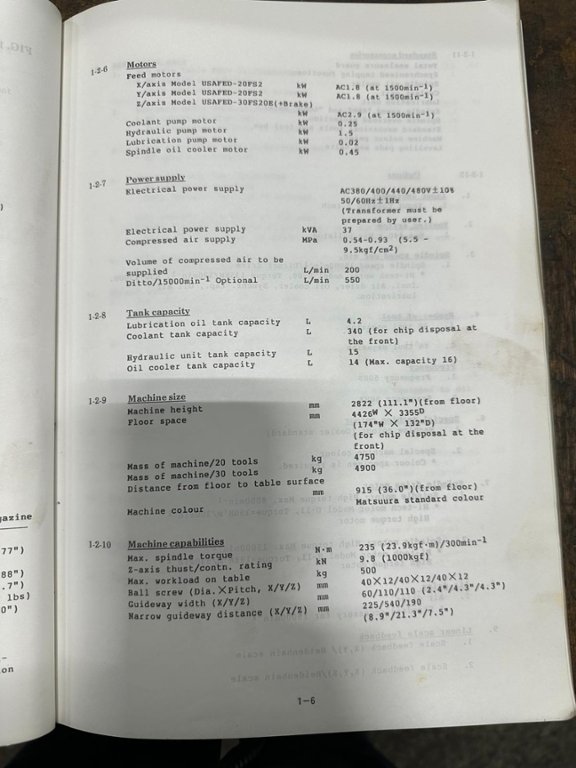 1-2-6 Motors
Feed motors
X/axis Model USAFED-20FS2 kW AC1.8 (at 1500min-1)
Y/axis Model USAFED-20FS2 kW AC1.8 (at 1500min-1)
Z/axis Model USAFED-30FS20B(+Brake)
kW AC2.9 (at 1500min-1)
Coolant pump motor kW 0.25
Hydraulic pump motor kW 1.5
Lubrication pump motor kW 0.02
Spindle oil cooler motor kW 0.45
1-2-7 Power supply
Electrical power supply AC380/400/440/480V±10%
50/60Hz±1Hz
(Transformer must be
prepared by user.)
Electrical power supply kVA 37
Compressed air supply MPa 0.54-0.93 (5.5 -
9.5kgf/cm2)
Volume of compressed air to be
supplied L/min 200
Ditto/15000min-1 Optional L/min 550
1-2-8 Tank capacity
Lubrication oil tank capacity L 4.2
Coolant tank capacity L 340 (for chip disposal at
the front)
Hydraulic unit tank capacity L 15
Oil cooler tank capacity L 14 (Max. capacity 16)
1-2-9 Machine size
Machine height mm 2822 (111.1")(from floor)
Floor space mm 4426W × 3355D
(174"W × 132"D)
(for chip disposal at the
front)
Mass of machine/20 tools kg 4750
Mass of machine/30 tools kg 4900
Distance from floor to table surface
mm 915 (36.0")(from floor)
Machine colour Matsuura standard colour
1-2-10 Machine capabilities
Max. spindle torque N·m 235 (23.9kgf·m)/300min-1
Z-axis thust/contn. rating kN 9.8 (1000kgf)
Max. workload on table kg 500
Ball screw (Dia.×Pitch, X/Y/Z) mm 40×12/40×12/40×12
Guideway width (X/Y/Z) mm 60/110/110 (2.4"/4.3"/4.3")
Narrow guideway distance (X/Y/Z) mm 225/540/190
(8.9"/21.3"/7.5")
1-6
gazine
77")
88")
.7")
lbs)
0")
on